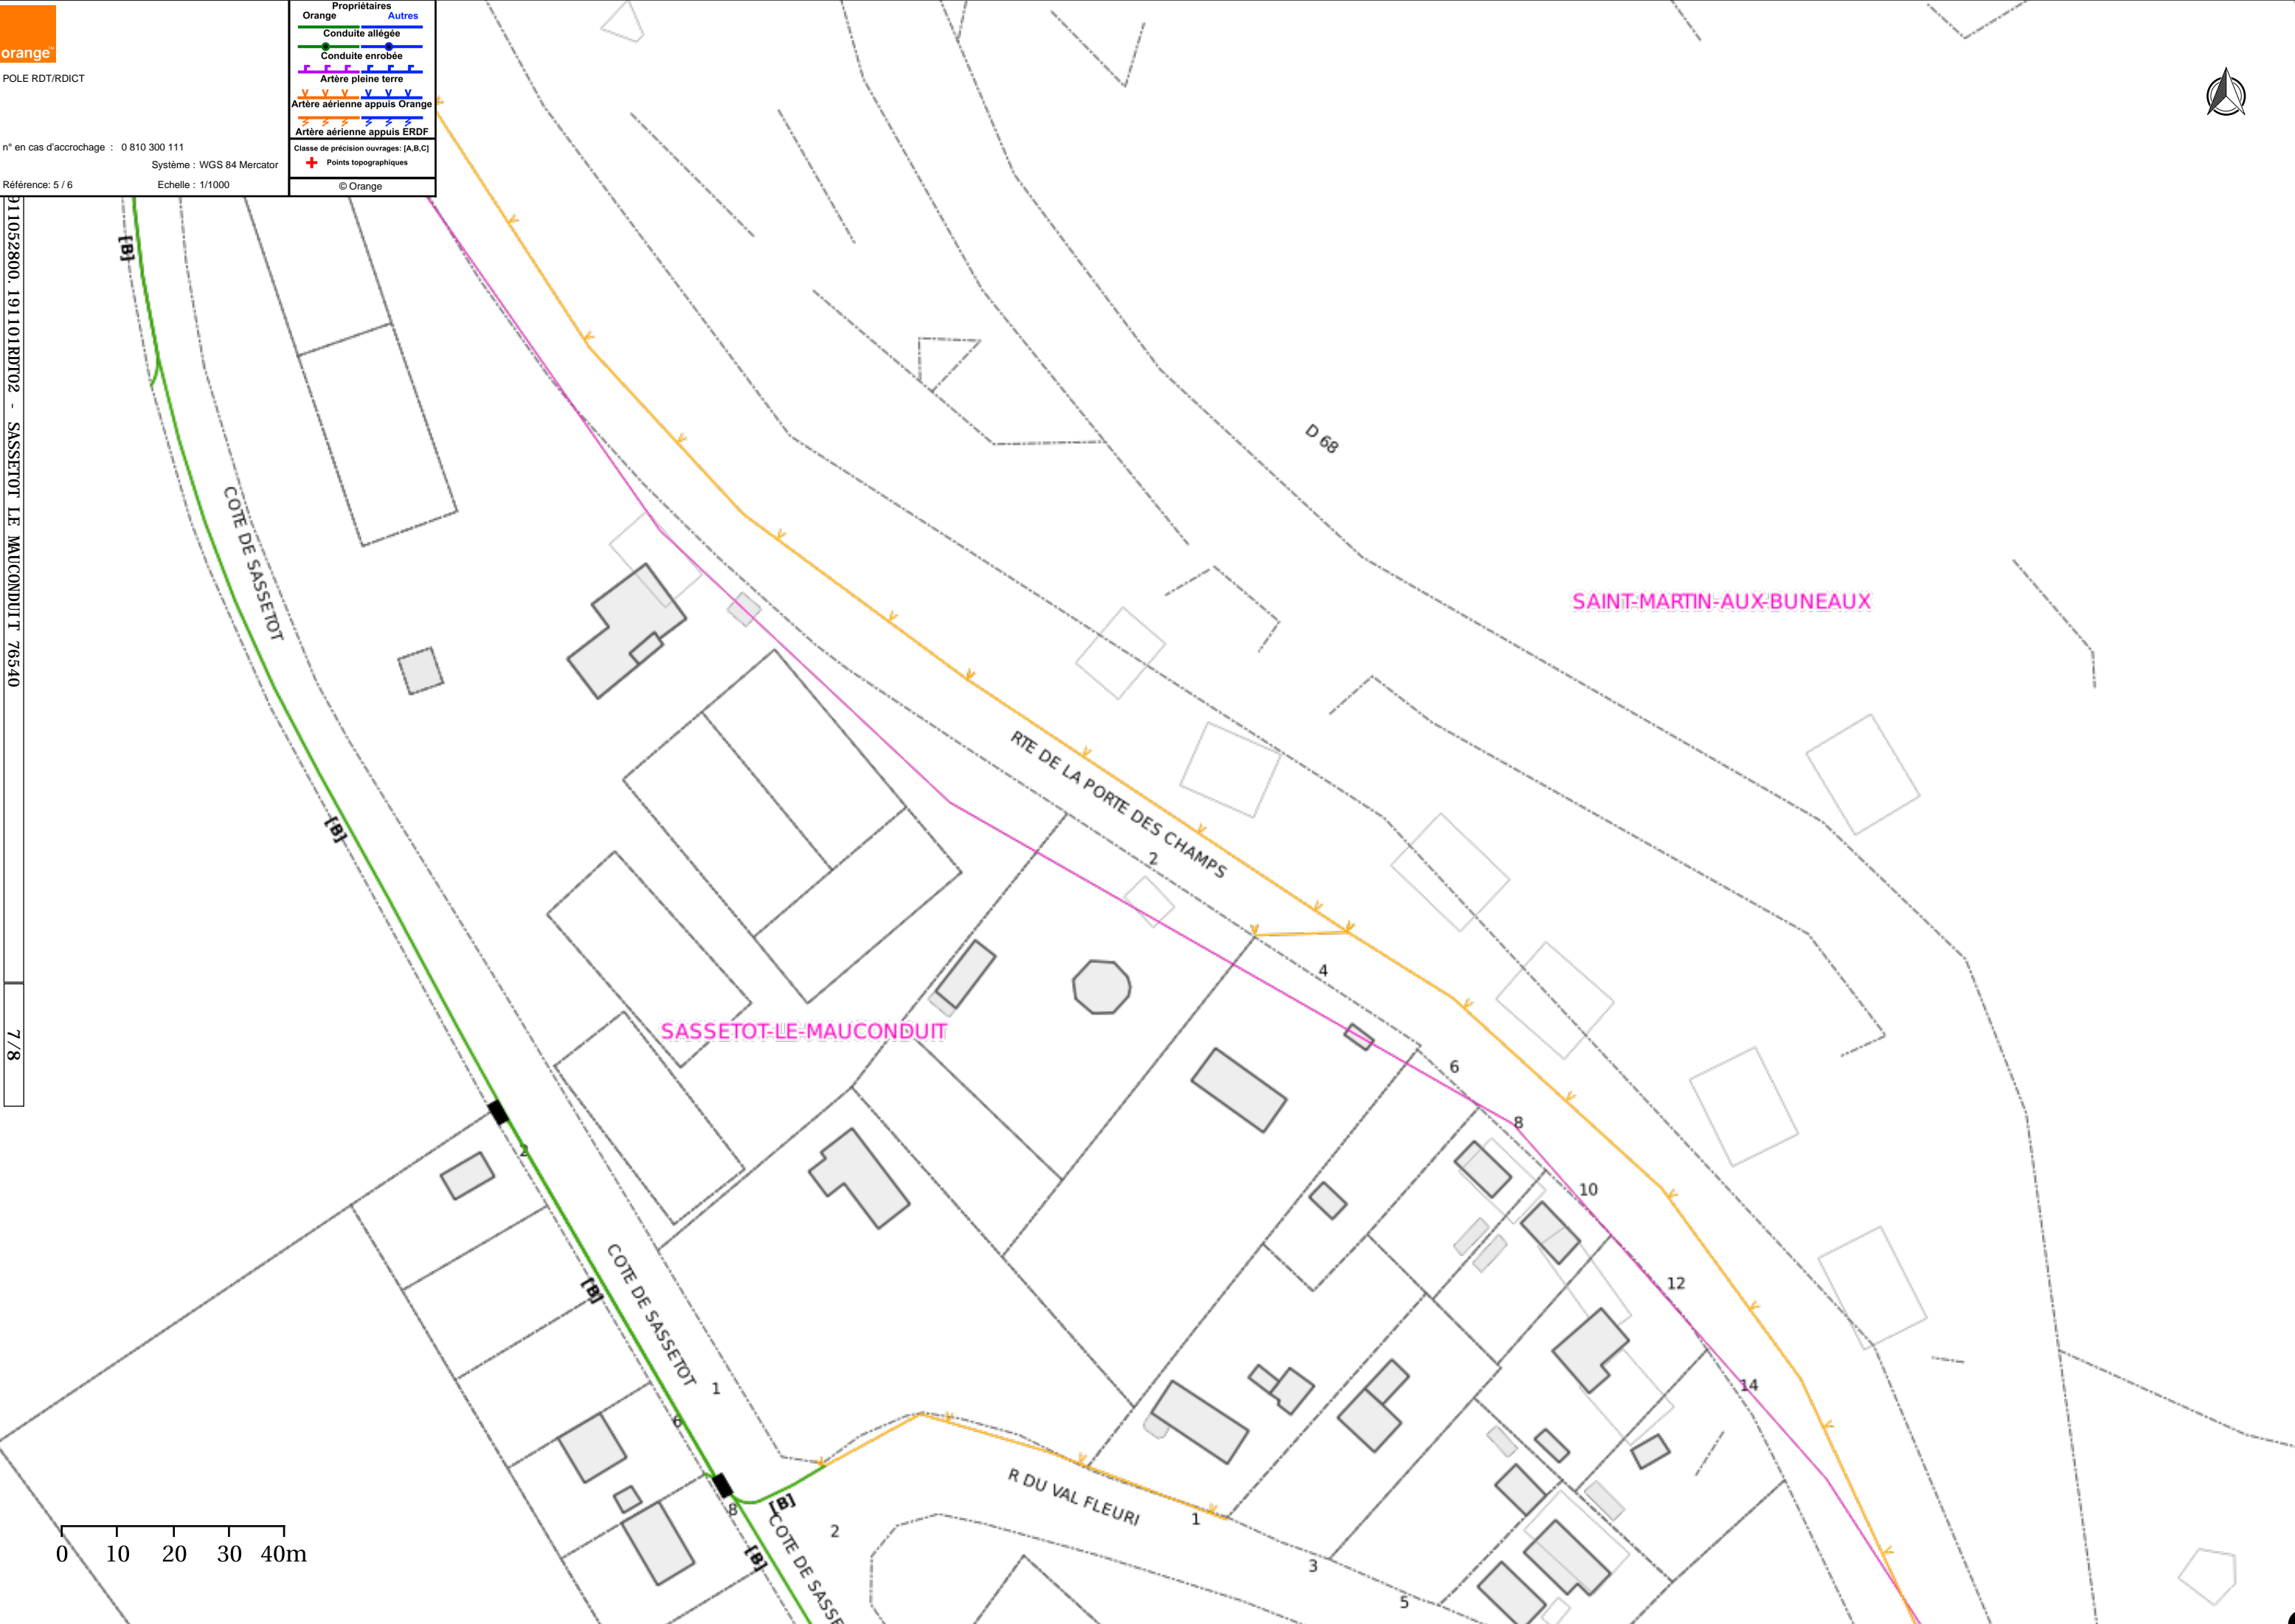 orange™
POLE RDT/RDICT
n° en cas d'accrochage : 0 810 300 111
Système : WGS 84 Mercator
Référence: 5 / 6
Echelle : 1/1000
Propriétaires
Orange Autres
Conduite allégée
Conduite enrobée
Artère pleine terre
Artère aérienne appuis Orange
Artère aérienne appuis ERDF
Classe de précision ouvrages: [A,B,C]
Points topographiques
© Orange
SASSETOT LE MAUCONDUIT 76540
7/8
[B]
COTE DE SASSETOT
D 68
SAINT-MARTIN-AUX-BUNEAUX
[B]
RTE DE LA PORTE DES CHAMPS
2
4
SASSETOT-LE-MAUCONDUIT
6
8
2
10
[B]
COTE DE SASSETOT
12
1
14
6
R DU VAL FLEURI
8
[B]
2
1
[B]
COTE DE SASSE
3
5
0 10 20 30 40m